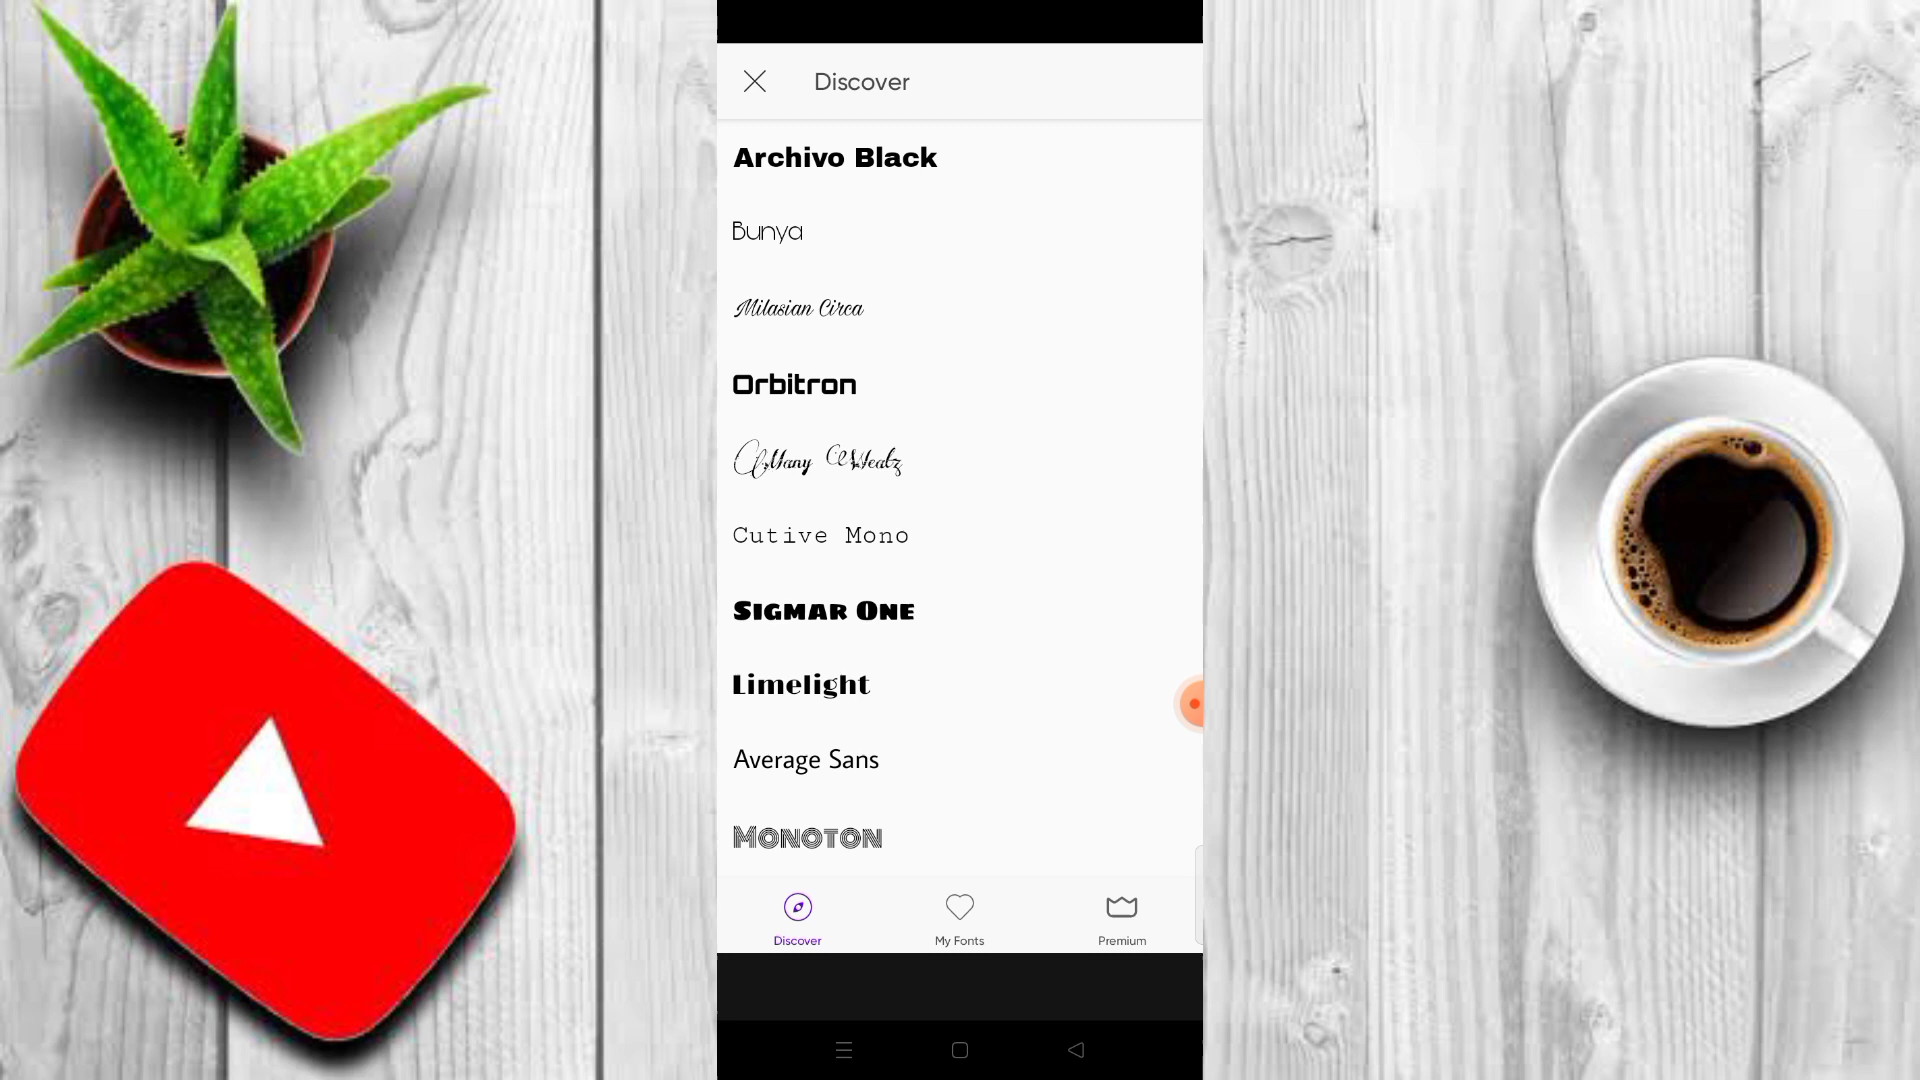 Discover
Archivo Black
Bunya
Milasian Circa
Orbitron
Many Weatz
Cutive Mono
Sigmar One
Limelight
Average Sans
Monoton
Discover
My Fonts
Premium